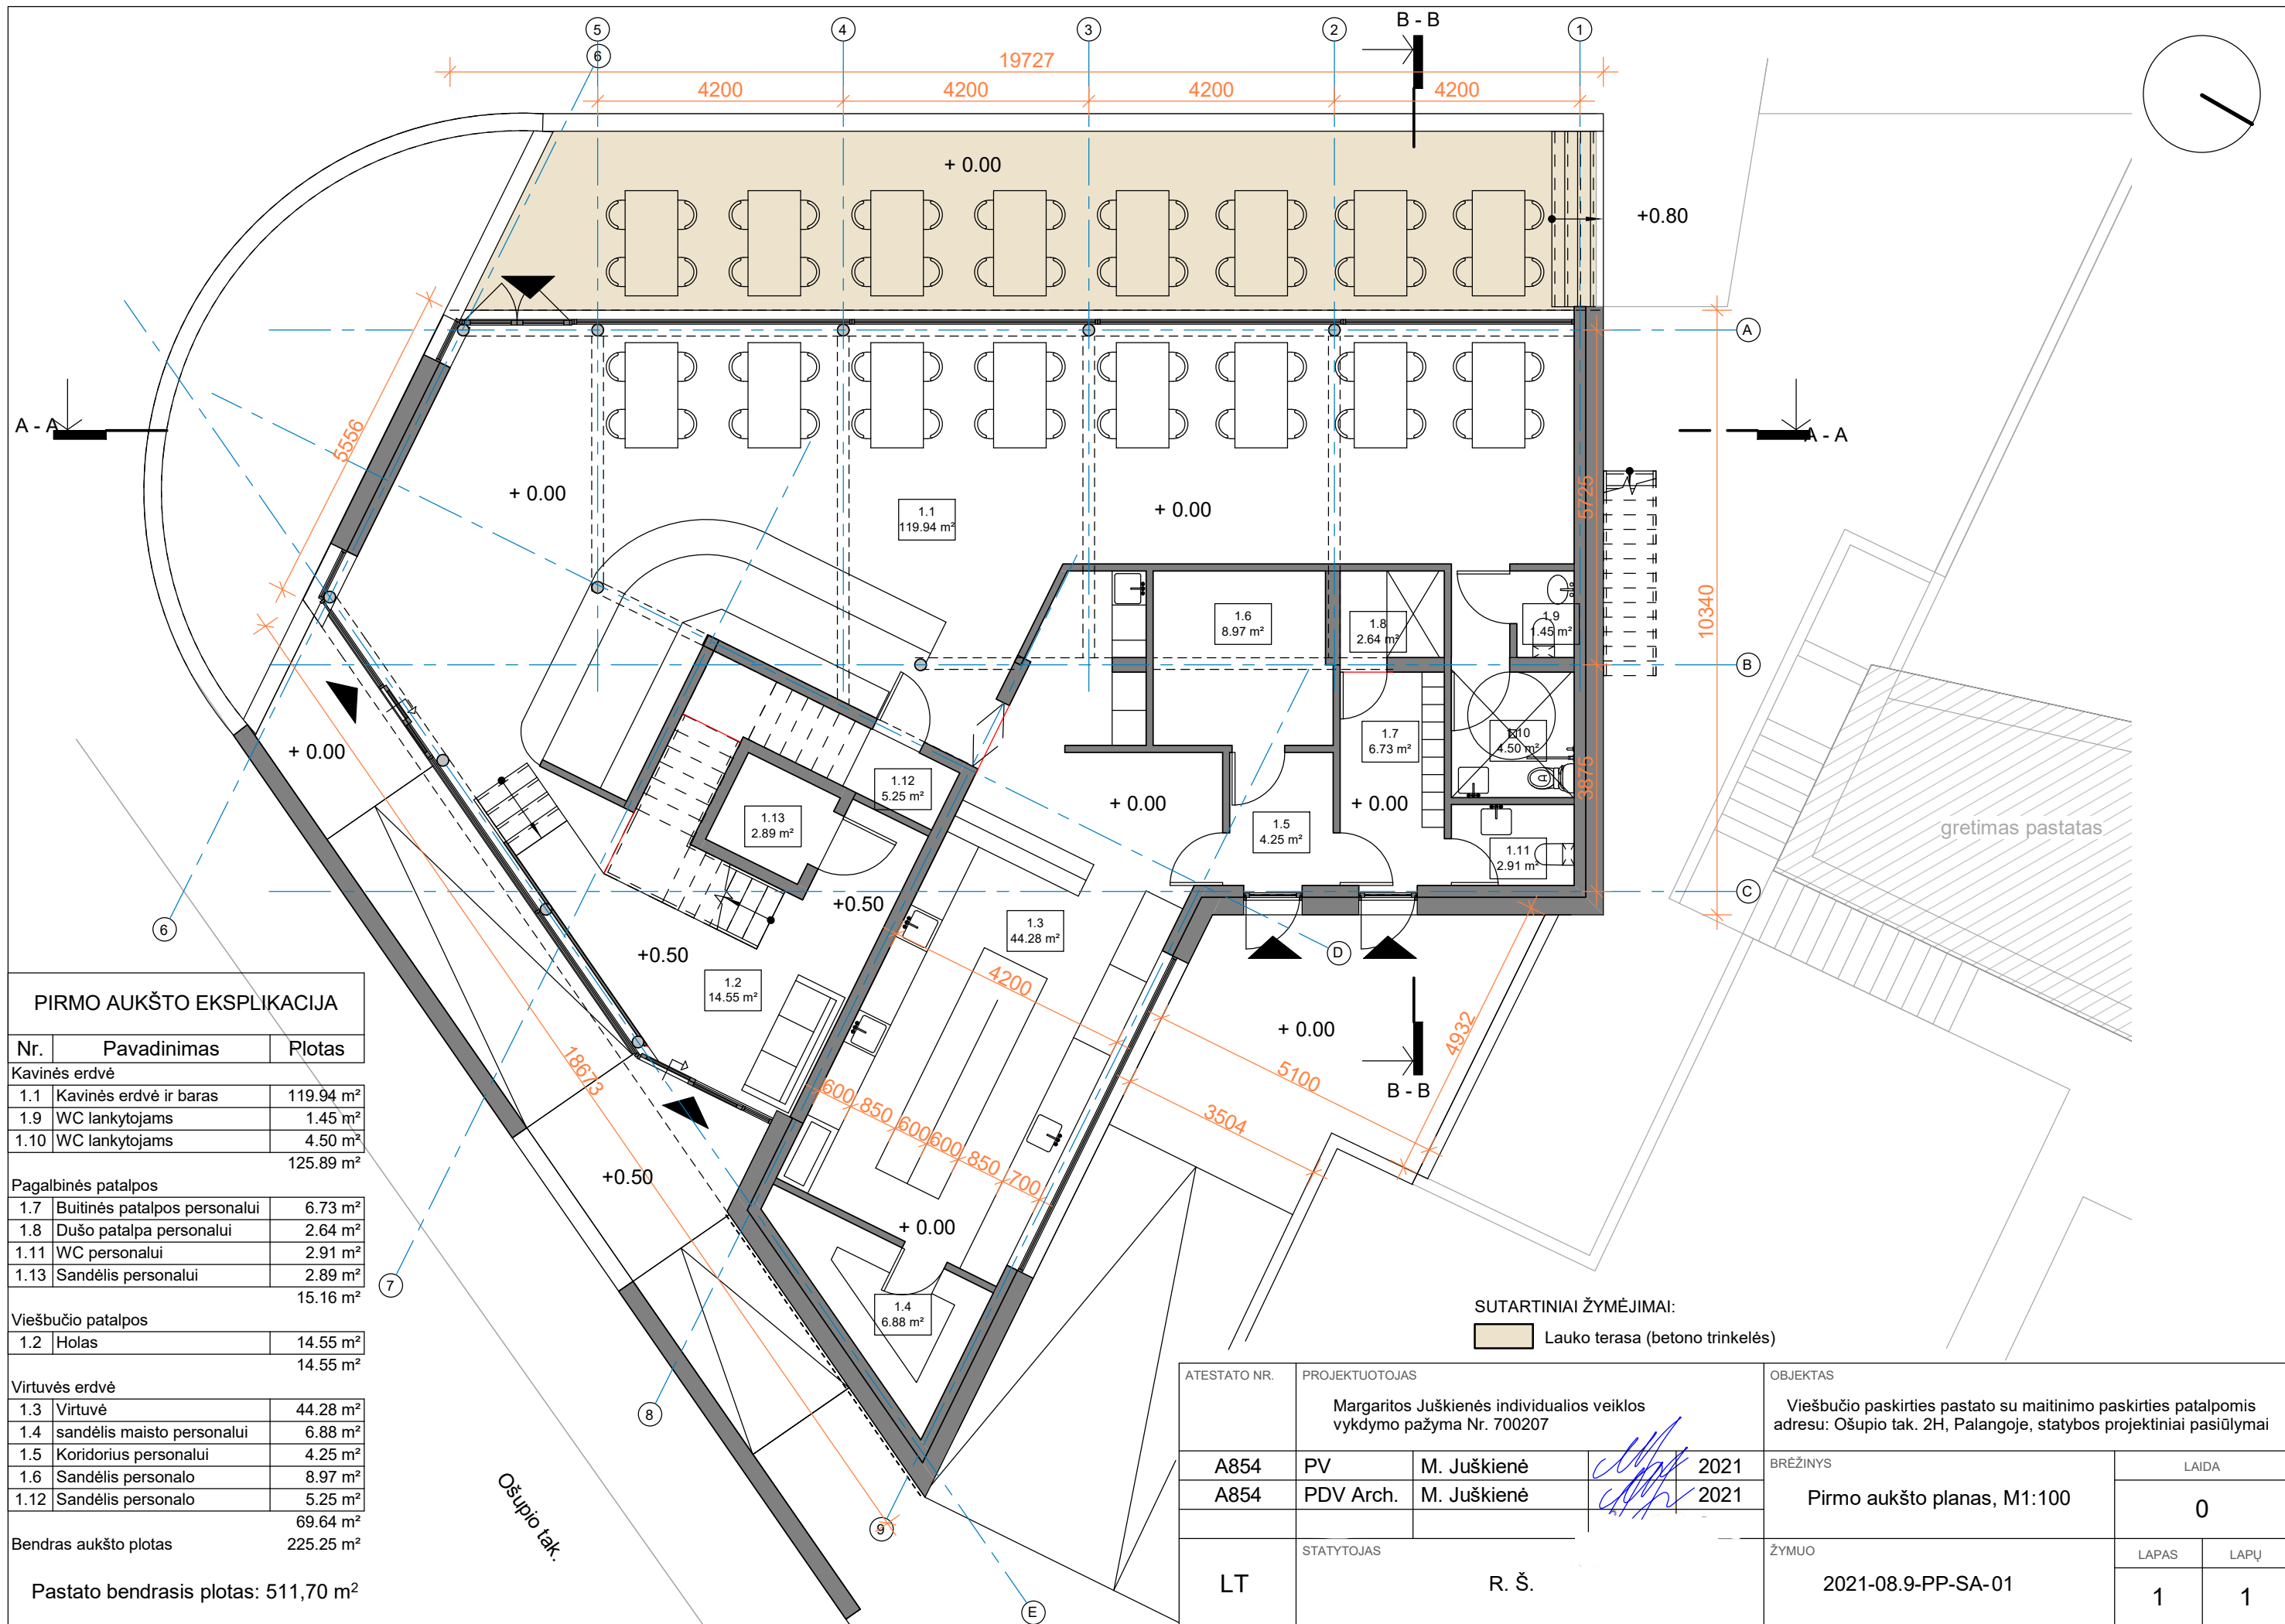 B - B
5
4
3
2
1
6
19727
4200
4200
4200
4200
+ 0.00
+0.80
A
A - A
A - A
5556
5725
10340
+ 0.00
+ 0.00
1.1
119.94 m²
1.6
8.97 m²
1.8
2.64 m²
1.9
1.45 m²
B
1.7
6.73 m²
1.10
4.50 m²
3875
+ 0.00
1.12
5.25 m²
+ 0.00
+ 0.00
1.13
2.89 m²
1.5
4.25 m²
1.11
2.91 m²
gretimas pastatas
C
+0.50
6
1.3
44.28 m²
D
+0.50
1.2
14.55 m²
4200
+ 0.00
4932
5100
3504
B - B
18673
600
850
600
600
850
700
+0.50
+ 0.00
7
1.4
6.88 m²
8
9
E
Ošupio tak.
PIRMO AUKŠTO EKSPLIKACIJA
Nr. Pavadinimas Plotas
Kavinės erdvė
1.1 Kavinės erdvė ir baras 119.94 m²
1.9 WC lankytojams 1.45 m²
1.10 WC lankytojams 4.50 m²
125.89 m²
Pagalbinės patalpos
1.7 Buitinės patalpos personalui 6.73 m²
1.8 Dušo patalpa personalui 2.64 m²
1.11 WC personalui 2.91 m²
1.13 Sandėlis personalui 2.89 m²
15.16 m²
Viešbučio patalpos
1.2 Holas 14.55 m²
14.55 m²
Virtuvės erdvė
1.3 Virtuvė 44.28 m²
1.4 sandėlis maisto personalui 6.88 m²
1.5 Koridorius personalui 4.25 m²
1.6 Sandėlis personalo 8.97 m²
1.12 Sandėlis personalo 5.25 m²
69.64 m²
Bendras aukšto plotas 225.25 m²
Pastato bendrasis plotas: 511,70 m²
SUTARTINIAI ŽYMĖJIMAI:
Lauko terasa (betono trinkelės)
ATESTATO NR.
PROJEKTUOTOJAS
Margaritos Juškienės individualios veiklos
vykdymo pažyma Nr. 700207
OBJEKTAS
Viešbučio paskirties pastato su maitinimo paskirties patalpomis
adresu: Ošupio tak. 2H, Palangoje, statybos projektiniai pasiūlymai
A854 PV M. Juškienė 2021
A854 PDV Arch. M. Juškienė 2021
BRĖŽINYS
Pirmo aukšto planas, M1:100
LAIDA
0
LT
STATYTOJAS
R. Š.
ŽYMUO
2021-08.9-PP-SA-01
LAPAS
LAPŲ
1
1